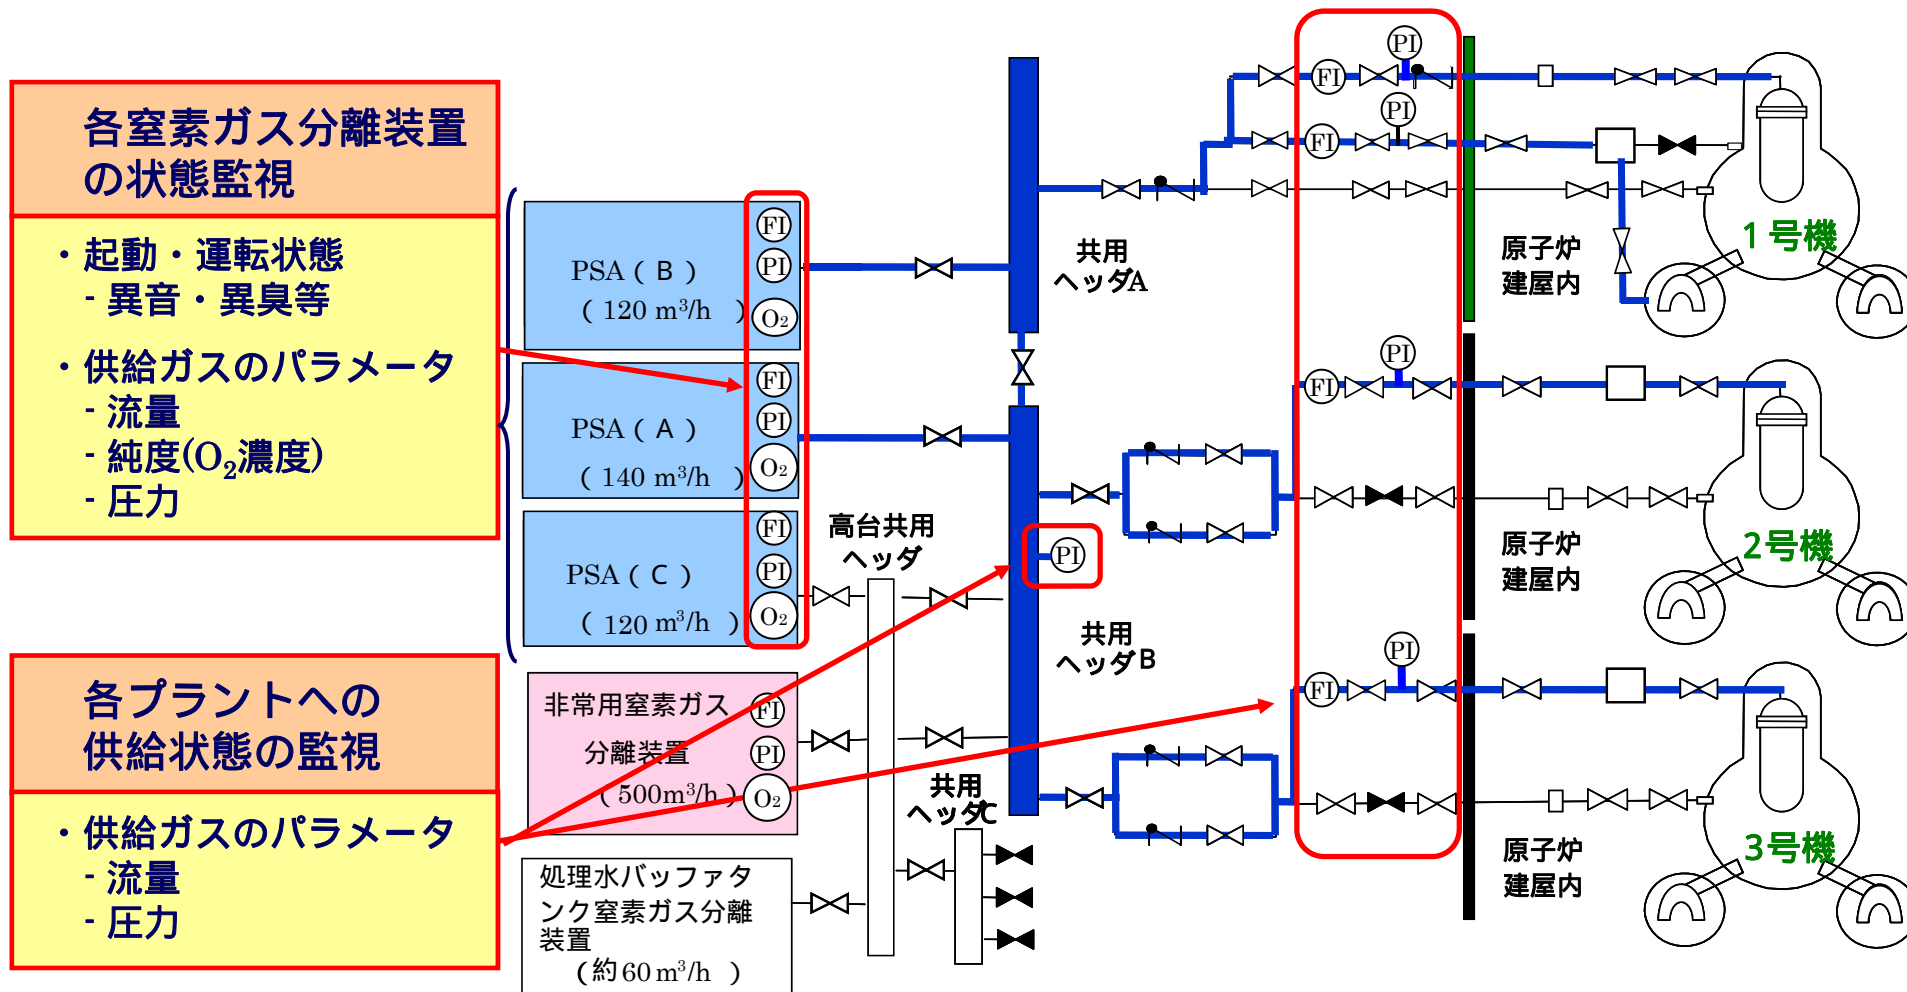 各窒素ガス分離装置
の状態監視
・起動・運転状態
- 異音・異臭等
・供給ガスのパラメータ
- 流量
- 純度(O₂濃度)
- 圧力
各プラントへの
供給状態の監視
・供給ガスのパラメータ
- 流量
- 圧力
PSA ( B )
( 120 m³/h )
FI
PI
O₂
PSA ( A )
( 140 m³/h )
FI
PI
O₂
PSA ( C )
( 120 m³/h )
FI
PI
O₂
非常用窒素ガス
分離装置
( 500m³/h )
FI
PI
O₂
処理水バッファタ
ンク窒素ガス分離
装置
(約60 m³/h )
高台共用
ヘッダ
共用
ヘッダC
共用
ヘッダA
共用
ヘッダB
PI
PI
FI
PI
FI
原子炉
建屋内
1号機
PI
FI
原子炉
建屋内
2号機
PI
FI
原子炉
建屋内
3号機